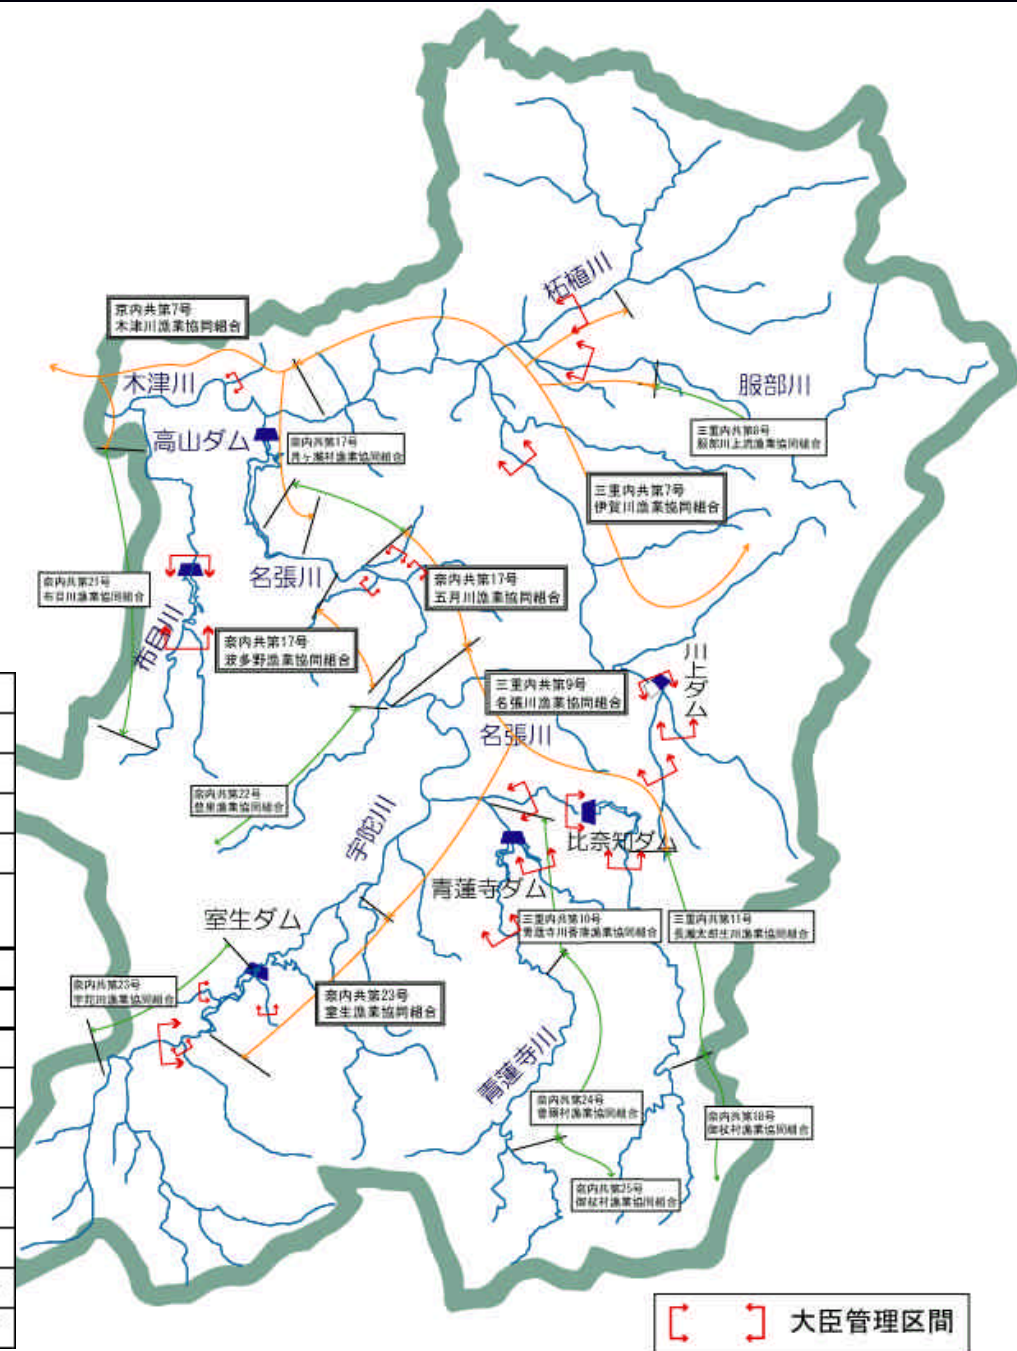 柘植川
京内共第7号
木津川漁業協同組合
木津川
服部川
高山ダム
奈内共第17号
月ヶ瀬村漁業協同組合
三重内共第8号
服部川上流漁業協同組合
三重内共第7号
伊賀川漁業協同組合
奈内共第21号
布目川漁業協同組合
名張川
奈内共第17号
五月川漁業協同組合
布目川
奈内共第17号
波多野漁業協同組合
川上ダム
三重内共第9号
名張川漁業協同組合
名張川
奈内共第22号
宇陀川
比奈知ダム
青蓮寺ダム
室生ダム
三重内共第10号
青蓮寺川香落漁業協同組合
三重内共第11号
長瀬太郎生川漁業協同組合
奈内共第23号
宇陀川漁業協同組合
奈内共第23号
室生漁業協同組合
青蓮寺川
奈内共第24号
曽爾村漁業協同組合
奈内共第18号
御杖村漁業協同組合
奈内共第25号
御杖村漁業協同組合
大臣管理区間